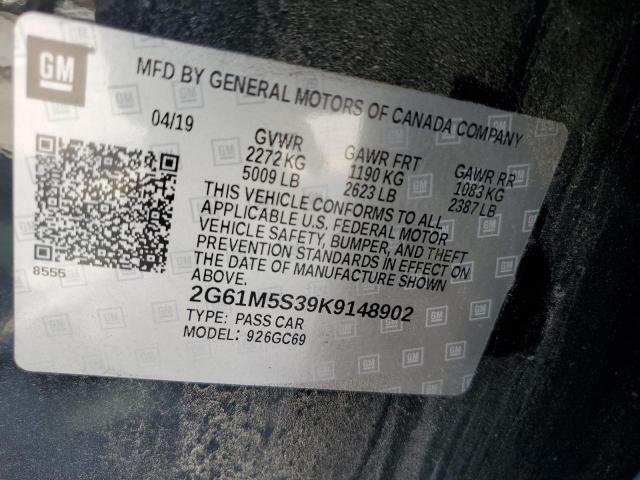 GM
MFD BY GENERAL MOTORS OF CANADA COMPANY
04/19
GVWR
2272 KG
5009 LB
GAWR FRT
1190 KG
2623 LB
GAWR RR
1083 KG
2387 LB
THIS VEHICLE CONFORMS TO ALL
APPLICABLE U.S. FEDERAL MOTOR
VEHICLE SAFETY, BUMPER, AND THEFT
PREVENTION STANDARDS IN EFFECT ON
THE DATE OF MANUFACTURE SHOWN
ABOVE.
8555
2G61M5S39K9148902
TYPE: PASS CAR
MODEL: 926GC69